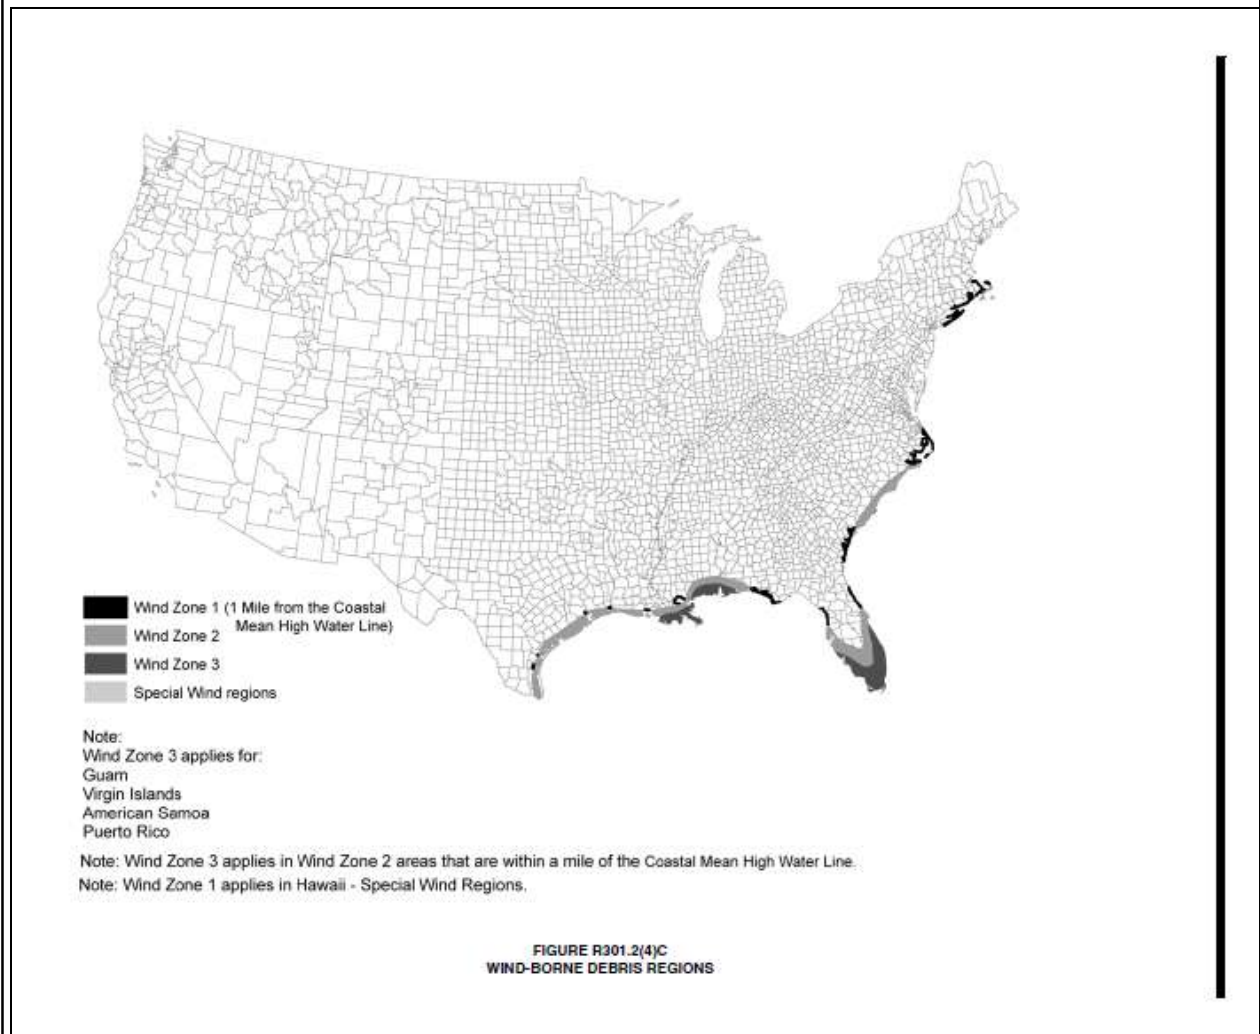 Wind Zone 1 (1 Mile from the Coastal
Mean High Water Line)
Wind Zone 2
Wind Zone 3
Special Wind regions
Note:
Wind Zone 3 applies for:
Guam
Virgin Islands
American Samoa
Puerto Rico
Note: Wind Zone 3 applies in Wind Zone 2 areas that are within a mile of the Coastal Mean High Water Line.
Note: Wind Zone 1 applies in Hawaii - Special Wind Regions.
FIGURE R301.2(4)C
WIND-BORNE DEBRIS REGIONS